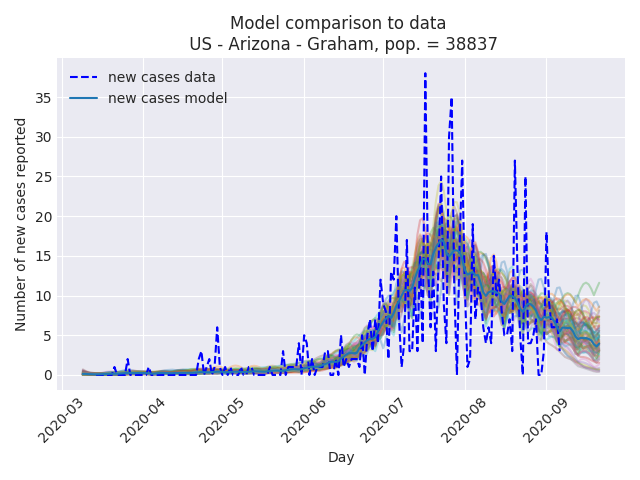 Model comparison to data
US - Arizona - Graham, pop. = 38837
new cases data
new cases model
Number of new cases reported
35
30
25
20
15
10
5
0
2020-03
2020-04
2020-05
2020-06
2020-07
2020-08
2020-09
Day